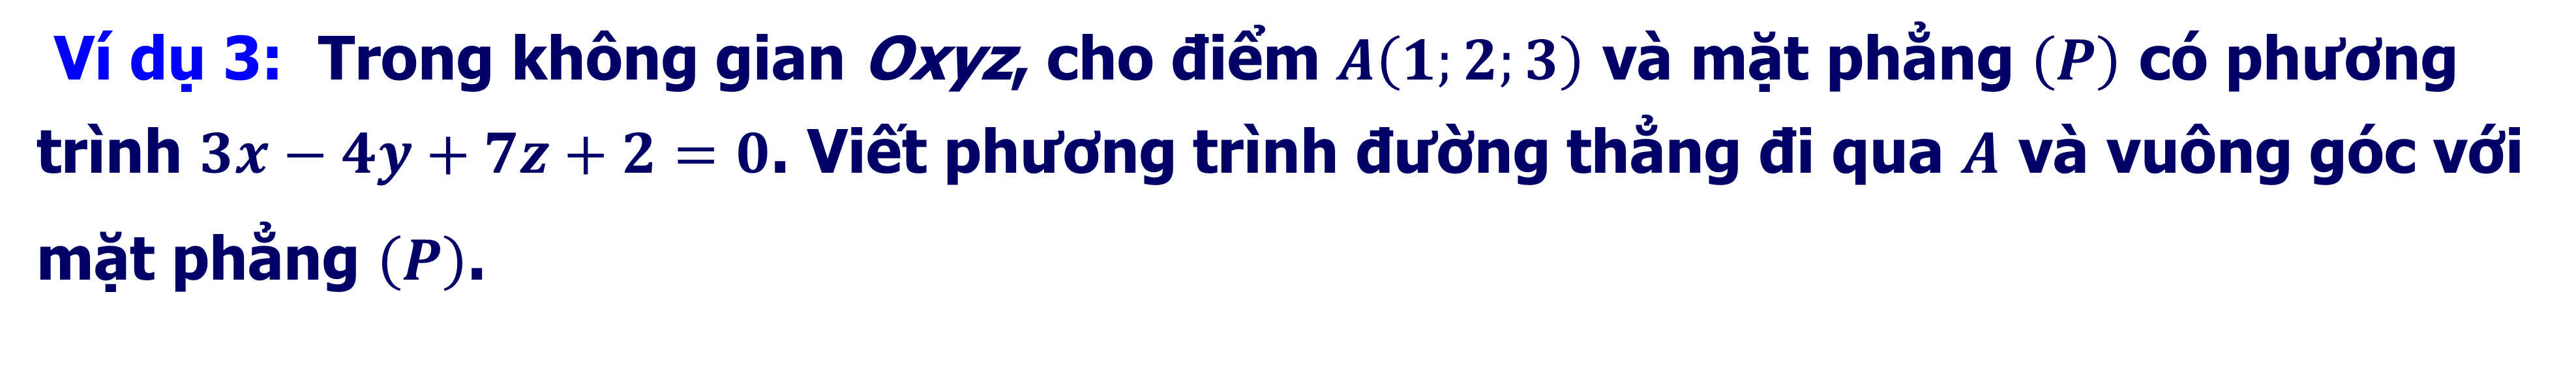 Ví dụ 3: Trong không gian Oxyz, cho điểm A(1; 2; 3) và mặt phẳng (P) có phương
trình 3x − 4y + 7z + 2 = 0. Viết phương trình đường thẳng đi qua A và vuông góc với
mặt phẳng (P).